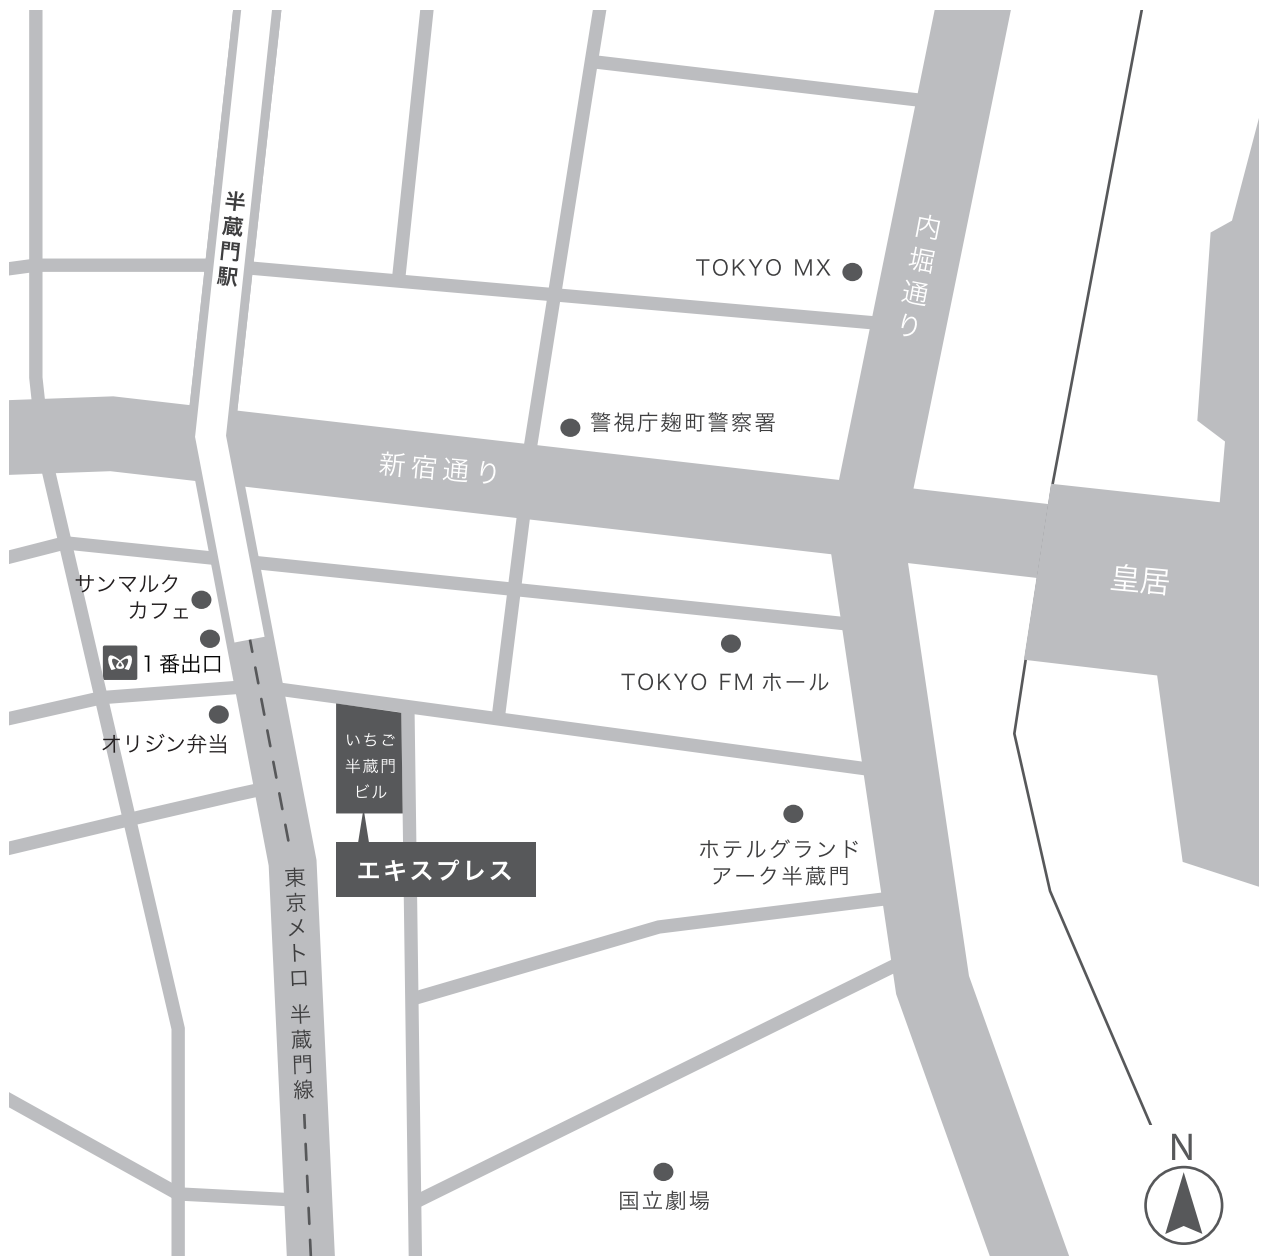 半蔵門駅
内堀通り
TOKYO MX
警視庁麹町警察署
新宿通り
皇居
サンマルク
カフェ
1番出口
TOKYO FM ホール
オリジン弁当
いちご
半蔵門
ビル
エキスプレス
ホテルグランド
アーク半蔵門
東京メトロ 半蔵門線
国立劇場
N